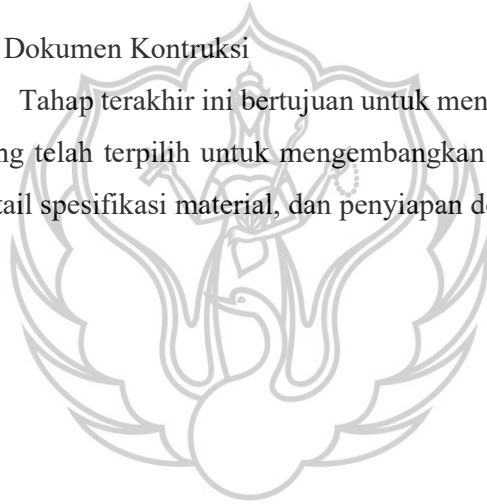 Dokumen Kontruksi
Tahap terakhir ini bertujuan untuk men
ng telah terpilih untuk mengembangkan
tail spesifikasi material, dan penyiapan d